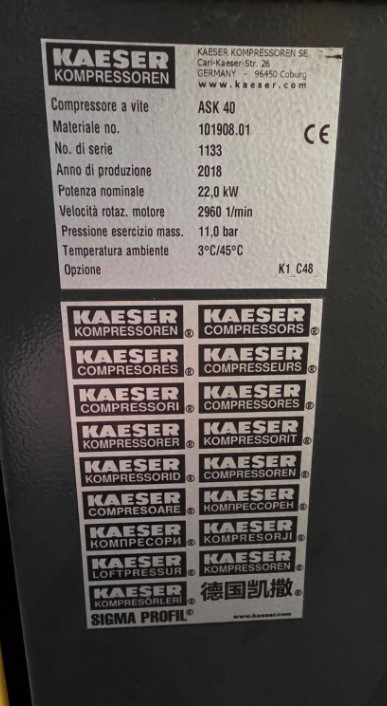 KAESER
KOMPRESSOREN
KAESER KOMPRESSOREN SE
Carl-Kaeser-Str. 26
GERMANY - 96450 Coburg
www.kaeser.com
Compressore a vite ASK 40
Materiale no. 101908.01
CE
No. di serie 1133
Anno di produzione 2018
Potenza nominale 22,0 kW
Velocità rotaz. motore 2960 1/min
Pressione esercizio mass. 11,0 bar
Temperatura ambiente 3°C/45°C
Opzione K1_C48
KAESER KAESER
KOMPRESSOREN® COMPRESSORS®
KAESER KAESER
COMPRESORES® COMPRESSEURS®
KAESER KAESER
COMPRESSORI® COMPRESSORES®
KAESER KAESER
KOMPRESSORER® KOMPRESSORIT®
KAESER KAESER
KOMPRESSORID® COMPRESSOREN®
KAESER KAESER
COMPRESOARE® КОМПРЕССОРЕН®
KAESER KAESER
КОМПРЕСОРИ® KOMPRESORJI®
KAESER KAESER
LOFTPRESSUR® KOMPRESSOREN®
KAESER
KOMPRESÖRLERİ® 德国凯撒®
SIGMA PROFIL® www.kaeser.com